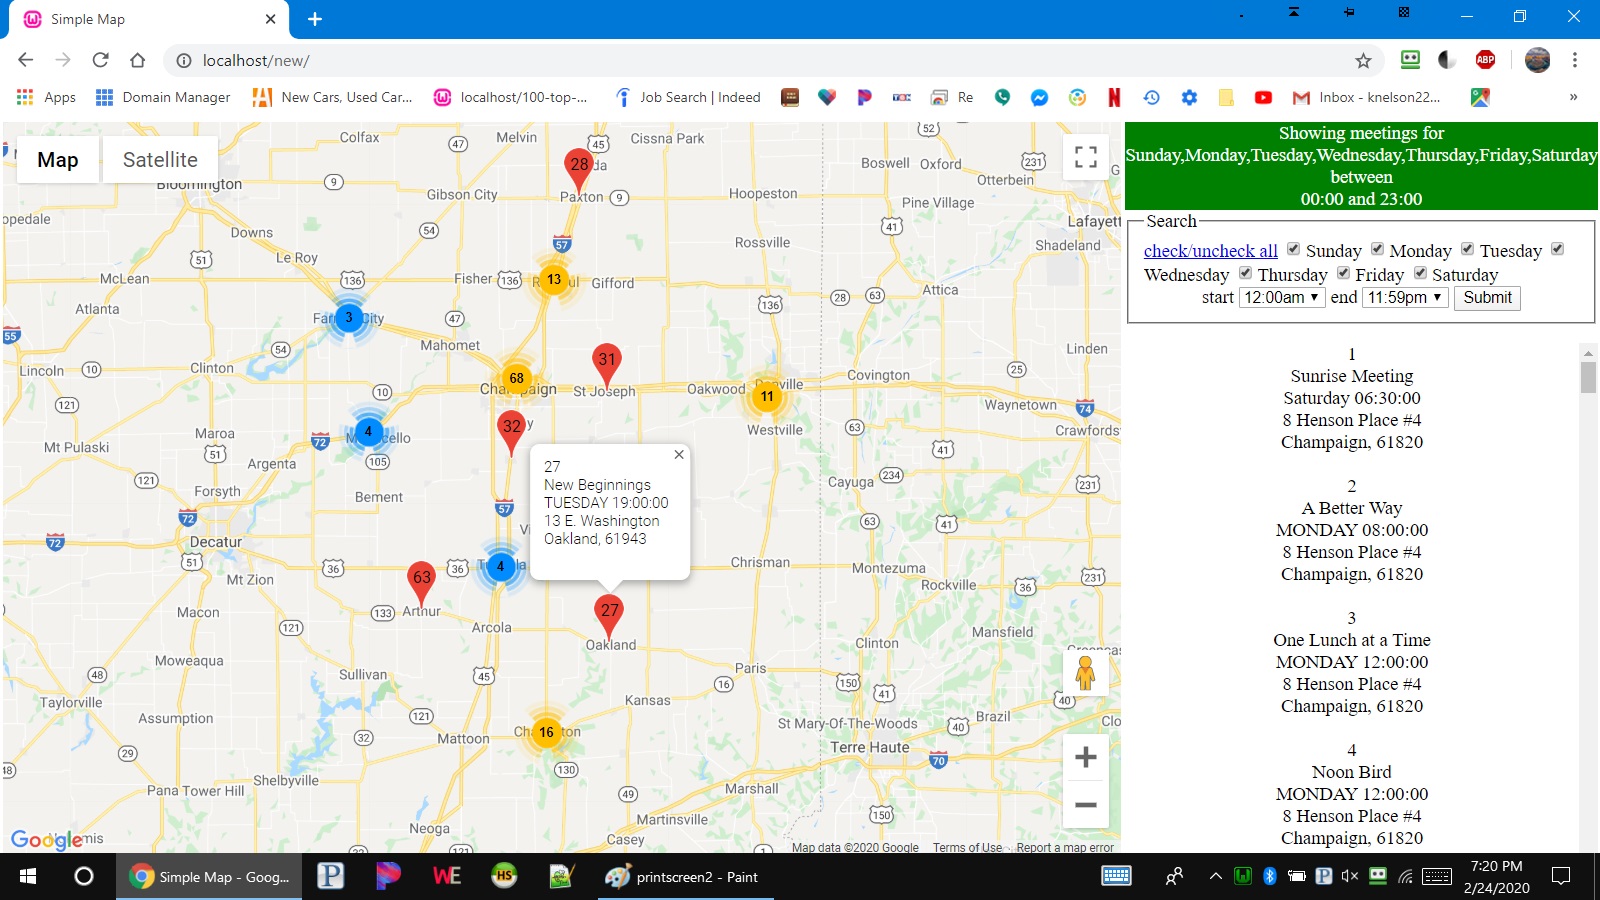 Simple Map
localhost/new/
ABP
Apps
Domain Manager
New Cars, Used Car...
localhost/100-top-...
Job Search | Indeed
Re
Inbox - knelson22...
»
Map
Satellite
Colfax
Melvin
Cissna Park
Boswell
Oxford
Otterbein
Bloomington
Gibson City
Paxton
Hoopeston
Pine Village
Lafayett
Shadeland
Downs
Le Roy
Rossville
McLean
Fisher
Gifford
Attica
Atlanta
Mahomet
Linden
Lincoln
Clinton
St Joseph
Oakwood
Covington
Waynetown
Crawfords
Westville
Maroa
Mt Pulaski
Argenta
Forsyth
Bement
Cayuga
Decatur
Chrisman
Montezuma
Rockville
Mt Zion
Macon
Arthur
Arcola
Oakland
Clinton
Mansfield
Moweaqua
Sullivan
Paris
Kansas
Taylorville
Assumption
Mattoon
St Mary-Of-The-Woods
Brazil
Terre Haute
Shelbyville
Pana
Tower Hill
Marshall
Martinsville
Neoga
Casey
28
13
3
68
31
11
4
32
4
63
27
16
27
New Beginnings
TUESDAY 19:00:00
13 E. Washington
Oakland, 61943
Google
Map data ©2020 Google
Terms of Use
Report a map error
Showing meetings for
Sunday,Monday,Tuesday,Wednesday,Thursday,Friday,Saturday
between
00:00 and 23:00
Search
check/uncheck all Sunday Monday Tuesday
Wednesday Thursday Friday Saturday
start 12:00am end 11:59pm Submit
1
Sunrise Meeting
Saturday 06:30:00
8 Henson Place #4
Champaign, 61820
2
A Better Way
MONDAY 08:00:00
8 Henson Place #4
Champaign, 61820
3
One Lunch at a Time
MONDAY 12:00:00
8 Henson Place #4
Champaign, 61820
4
Noon Bird
MONDAY 12:00:00
8 Henson Place #4
Champaign, 61820
Simple Map - Goog...
WE
HS
printscreen2 - Paint
7:20 PM
2/24/2020